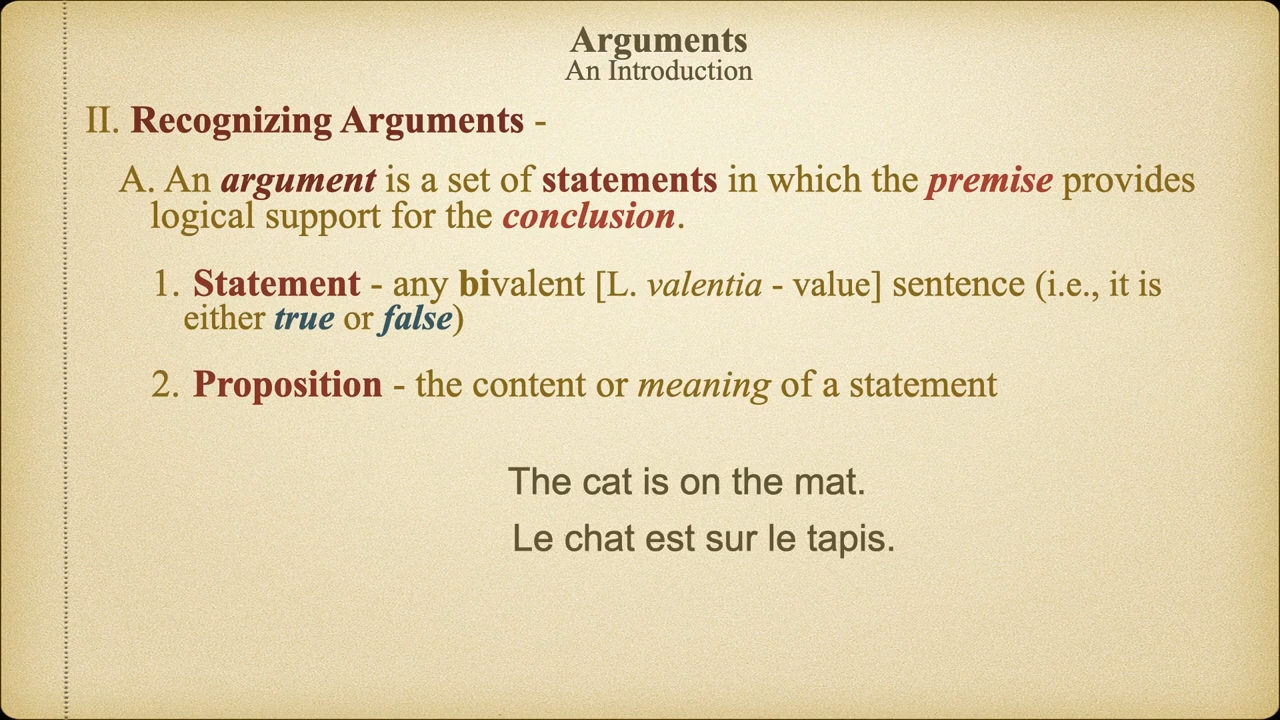 Arguments
An Introduction
II. Recognizing Arguments -
A. An argument is a set of statements in which the premise provides
logical support for the conclusion.
1. Statement - any bivalent [L. valentia - value] sentence (i.e., it is
either true or false)
2. Proposition - the content or meaning of a statement
The cat is on the mat.
Le chat est sur le tapis.